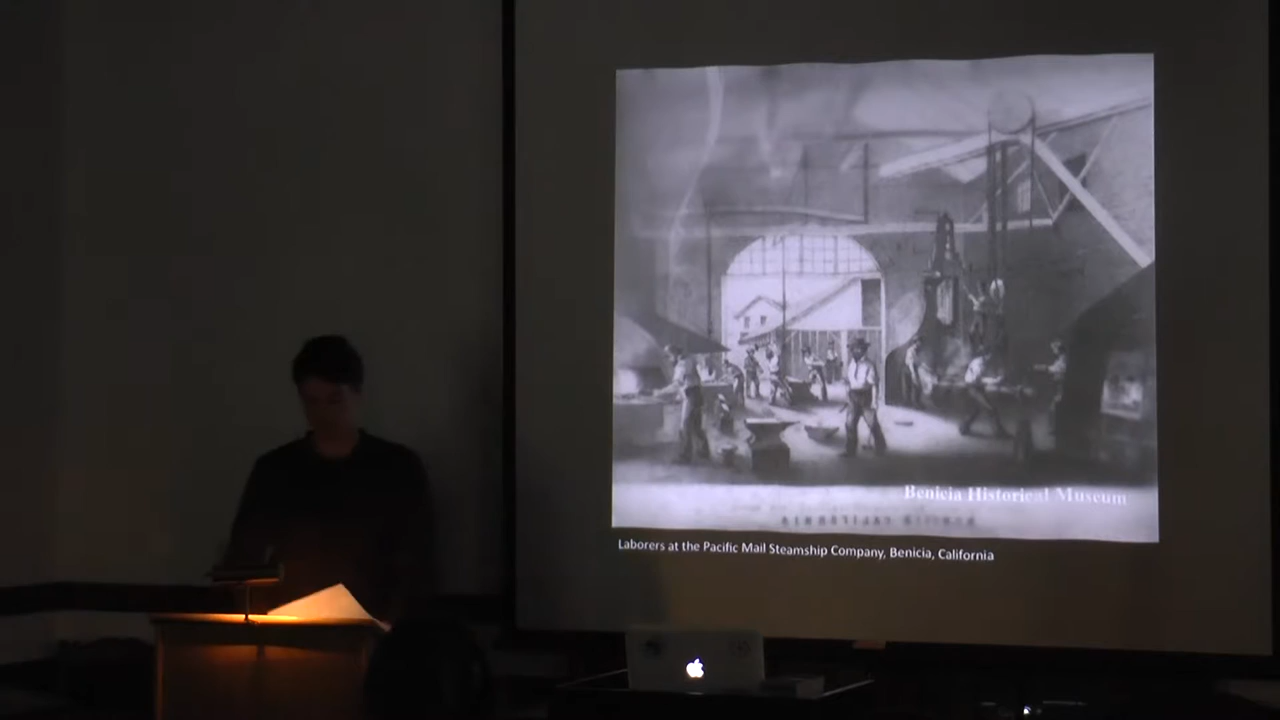 Benicia Historical Museum
Laborers at the Pacific Mail Steamship Company, Benicia, California